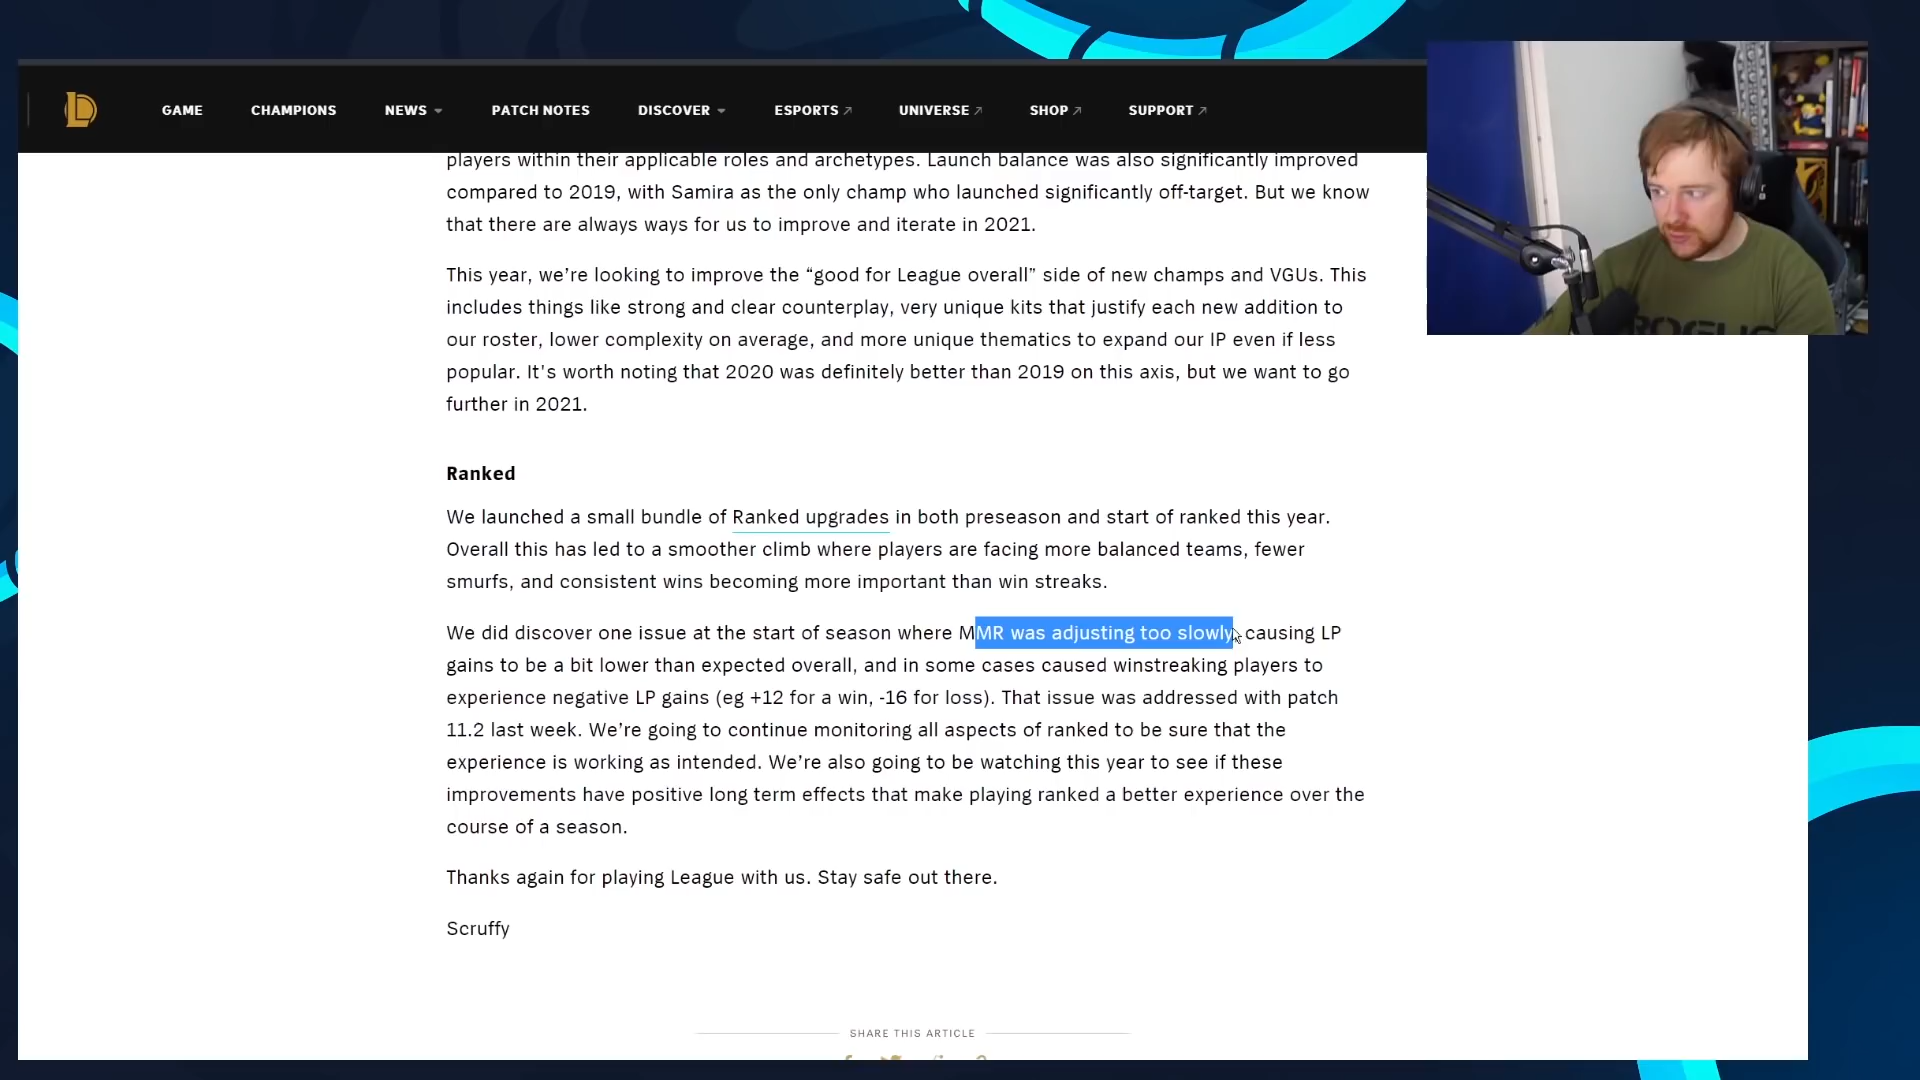 GAME CHAMPIONS NEWS PATCH NOTES DISCOVER ESPORTS UNIVERSE SHOP SUPPORT
players within their applicable roles and archetypes. Launch balance was also significantly improved
compared to 2019, with Samira as the only champ who launched significantly off-target. But we know
that there are always ways for us to improve and iterate in 2021.
This year, we’re looking to improve the “good for League overall” side of new champs and VGUs. This
includes things like strong and clear counterplay, very unique kits that justify each new addition to
our roster, lower complexity on average, and more unique thematics to expand our IP even if less
popular. It's worth noting that 2020 was definitely better than 2019 on this axis, but we want to go
further in 2021.
Ranked
We launched a small bundle of Ranked upgrades in both preseason and start of ranked this year.
Overall this has led to a smoother climb where players are facing more balanced teams, fewer
smurfs, and consistent wins becoming more important than win streaks.
We did discover one issue at the start of season where MMR was adjusting too slowly, causing LP
gains to be a bit lower than expected overall, and in some cases caused winstreaking players to
experience negative LP gains (eg +12 for a win, -16 for loss). That issue was addressed with patch
11.2 last week. We’re going to continue monitoring all aspects of ranked to be sure that the
experience is working as intended. We’re also going to be watching this year to see if these
improvements have positive long term effects that make playing ranked a better experience over the
course of a season.
Thanks again for playing League with us. Stay safe out there.
Scruffy
SHARE THIS ARTICLE
ROGUE